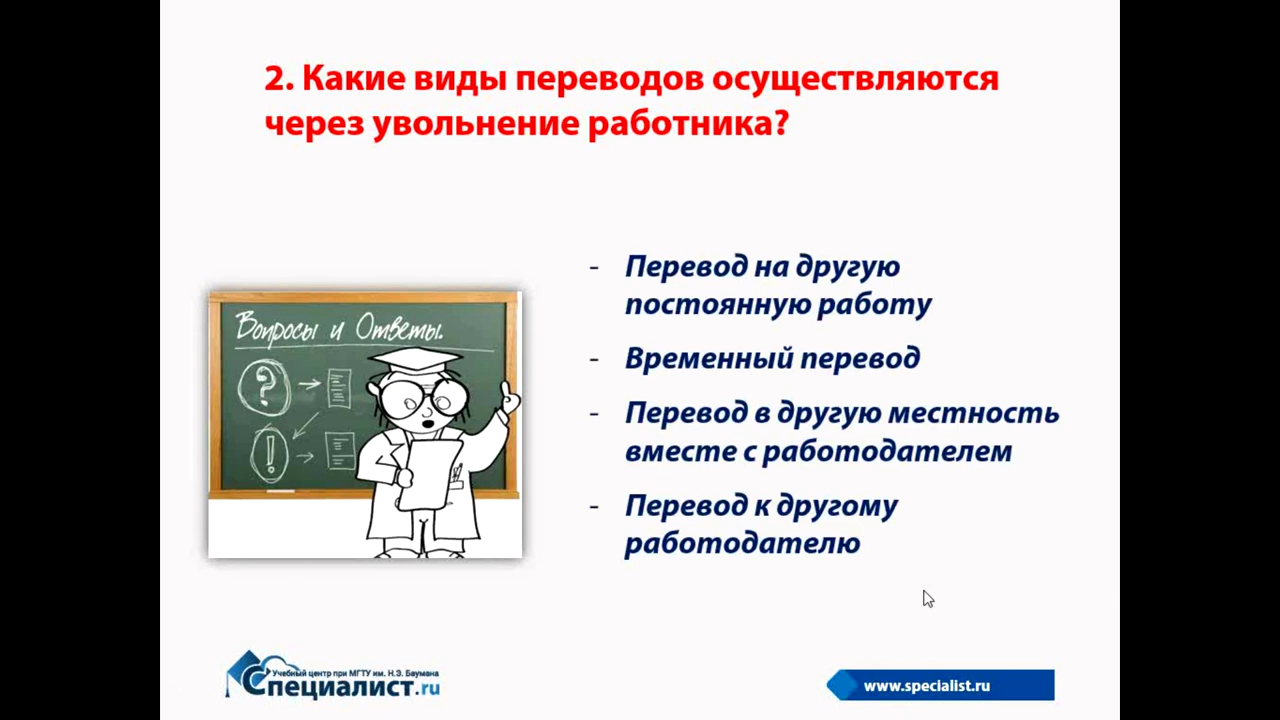 2. Какие виды переводов осуществляются
через увольнение работника?
Вопросы и Ответы.
?
!
- Перевод на другую
постоянную работу
- Временный перевод
- Перевод в другую местность
вместе с работодателем
- Перевод к другому
работодателю
Учебный центр при МГТУ им. Н.Э. Баумана
Специалист.ru
www.specialist.ru